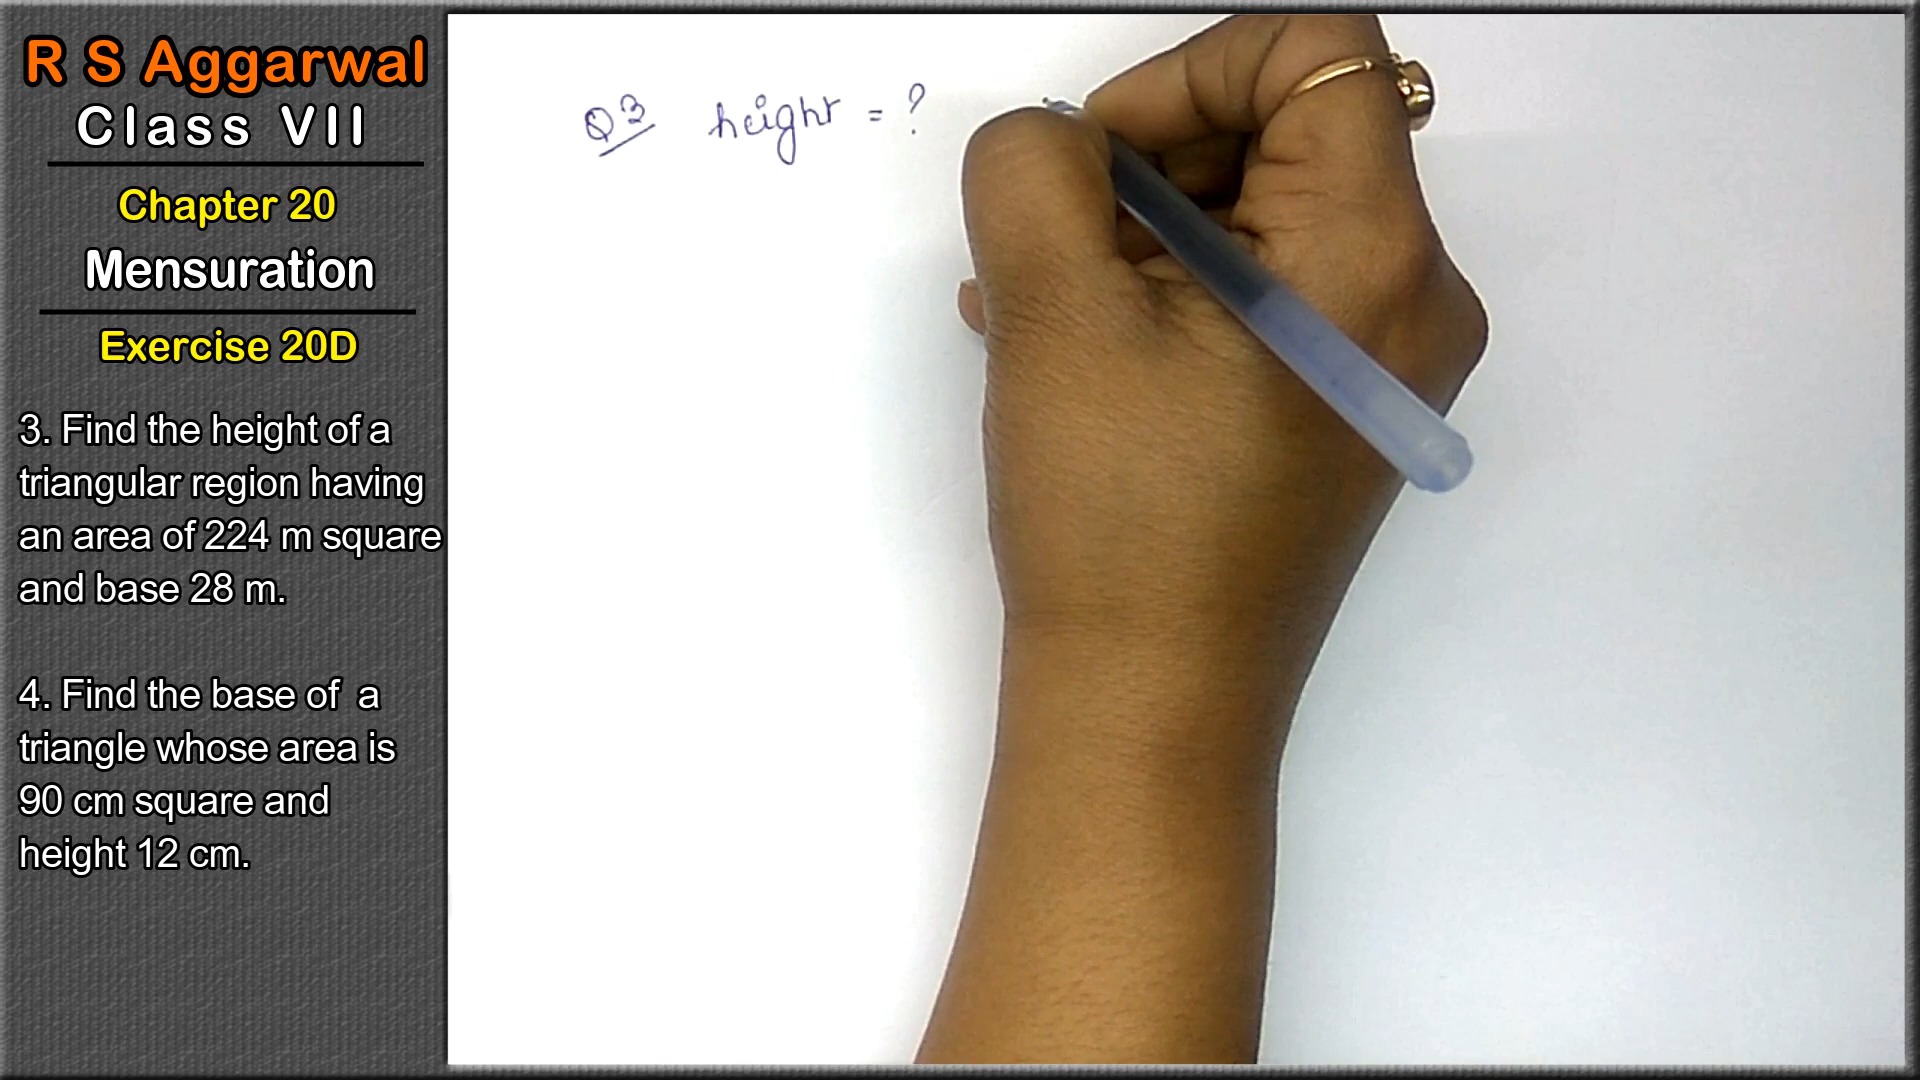 R S Aggarwal
Class VII
Chapter 20
Mensuration
Exercise 20D
3. Find the height of a
triangular region having
an area of 224 m square
and base 28 m.
4. Find the base of a
triangle whose area is
90 cm square and
height 12 cm.
Q3 height = ?